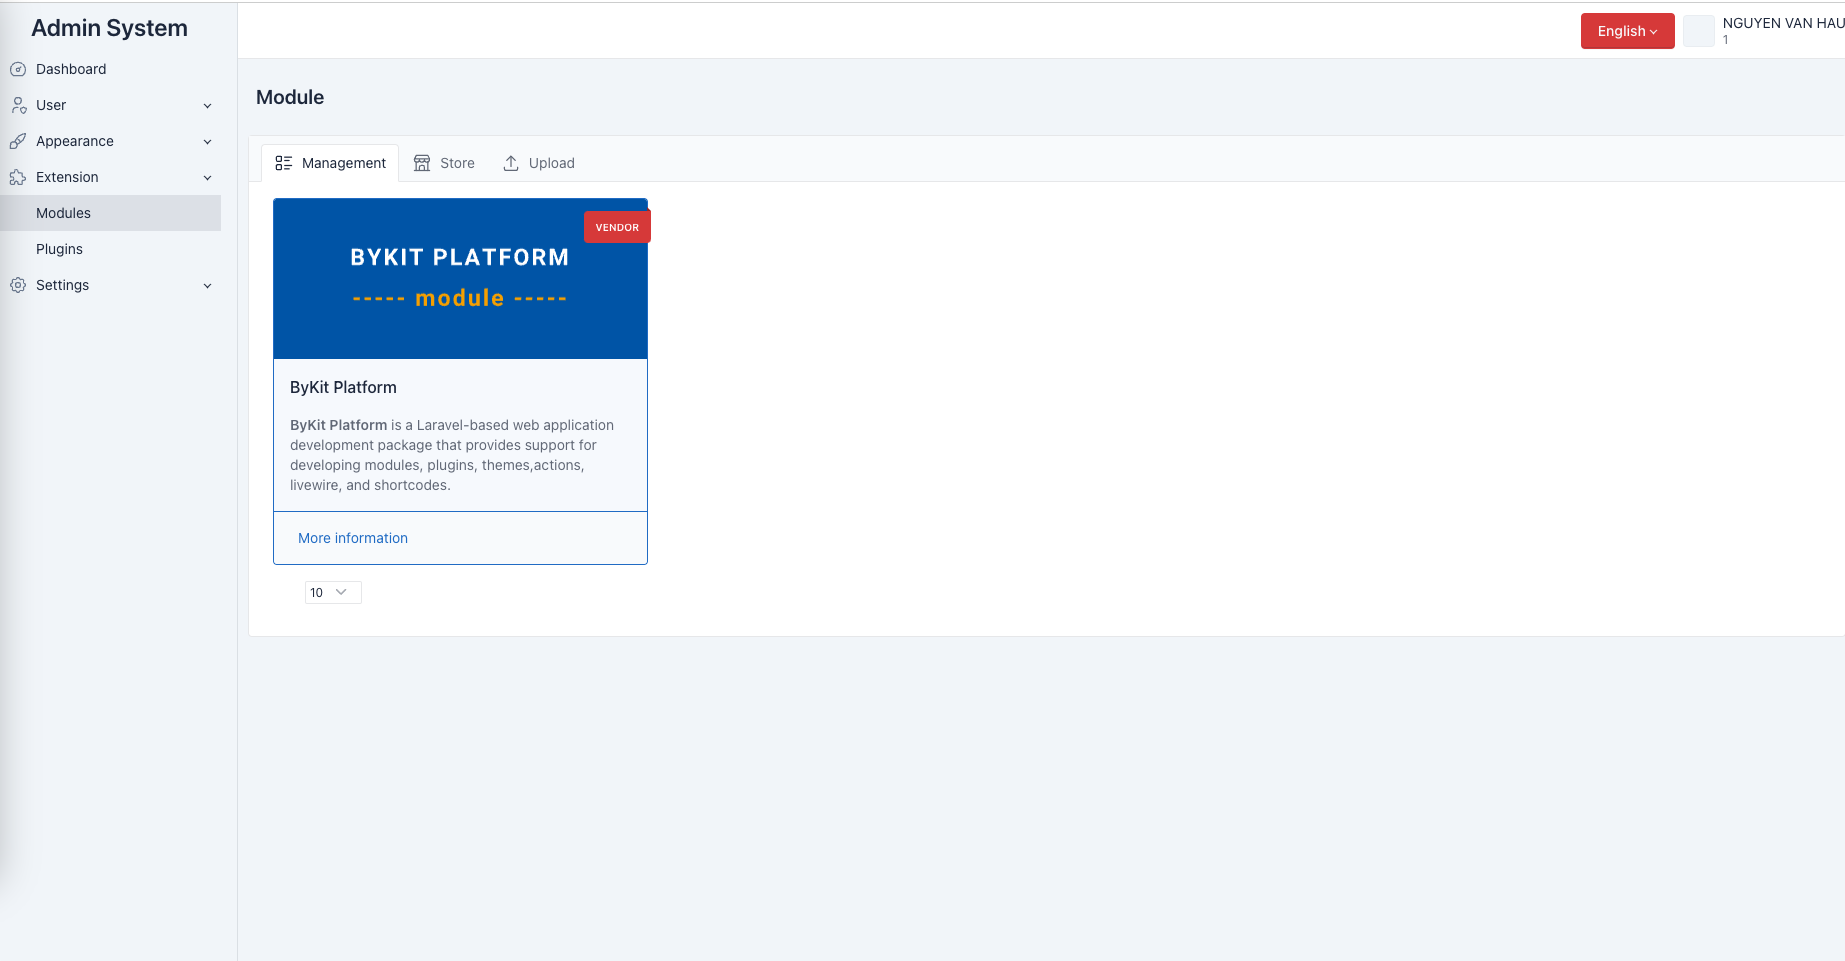 Admin System
English
NGUYEN VAN HAU
1
Dashboard
User
Appearance
Extension
Modules
Plugins
Settings
Module
Management
Store
Upload
VENDOR
BYKIT PLATFORM
----- module -----
ByKit Platform
ByKit Platform is a Laravel-based web application
development package that provides support for
developing modules, plugins, themes,actions,
livewire, and shortcodes.
More information
10